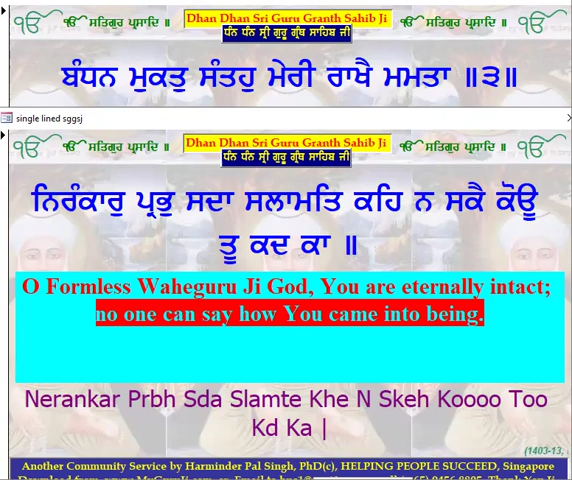 ੴ ਸਤਿਗੁਰ ਪ੍ਰਸਾਦਿ ॥ Dhan Dhan Sri Guru Granth Sahib Ji ੴ ਸਤਿਗੁਰ ਪ੍ਰਸਾਦਿ ॥ ੴ
ਧੰਨ ਧੰਨ ਸ੍ਰੀ ਗੁਰੂ ਗ੍ਰੰਥ ਸਾਹਿਬ ਜੀ
ਬੰਧਨ ਮੁਕਤੁ ਸੰਤਹੁ ਮੇਰੀ ਰਾਖੈ ਮਮਤਾ ॥੩॥
single lined sggsj
ੴ ੴ ਸਤਿਗੁਰ ਪ੍ਰਸਾਦਿ ॥ Dhan Dhan Sri Guru Granth Sahib Ji ੴ ਸਤਿਗੁਰ ਪ੍ਰਸਾਦਿ ॥ ੴ
ਧੰਨ ਧੰਨ ਸ੍ਰੀ ਗੁਰੂ ਗ੍ਰੰਥ ਸਾਹਿਬ ਜੀ
ਨਿਰੰਕਾਰੁ ਪ੍ਰਭੁ ਸਦਾ ਸਲਾਮਤਿ ਕਹਿ ਨ ਸਕੈ ਕੋਊ
ਤੂ ਕਦ ਕਾ ॥
O Formless Waheguru Ji God, You are eternally intact;
no one can say how You came into being.
Nerankar Prbh Sda Slamte Khe N Skeh Koooo Too
Kd Ka |
(1403-13,
Another Community Service by Harminder Pal Singh, PhD(c), HELPING PEOPLE SUCCEED, Singapore